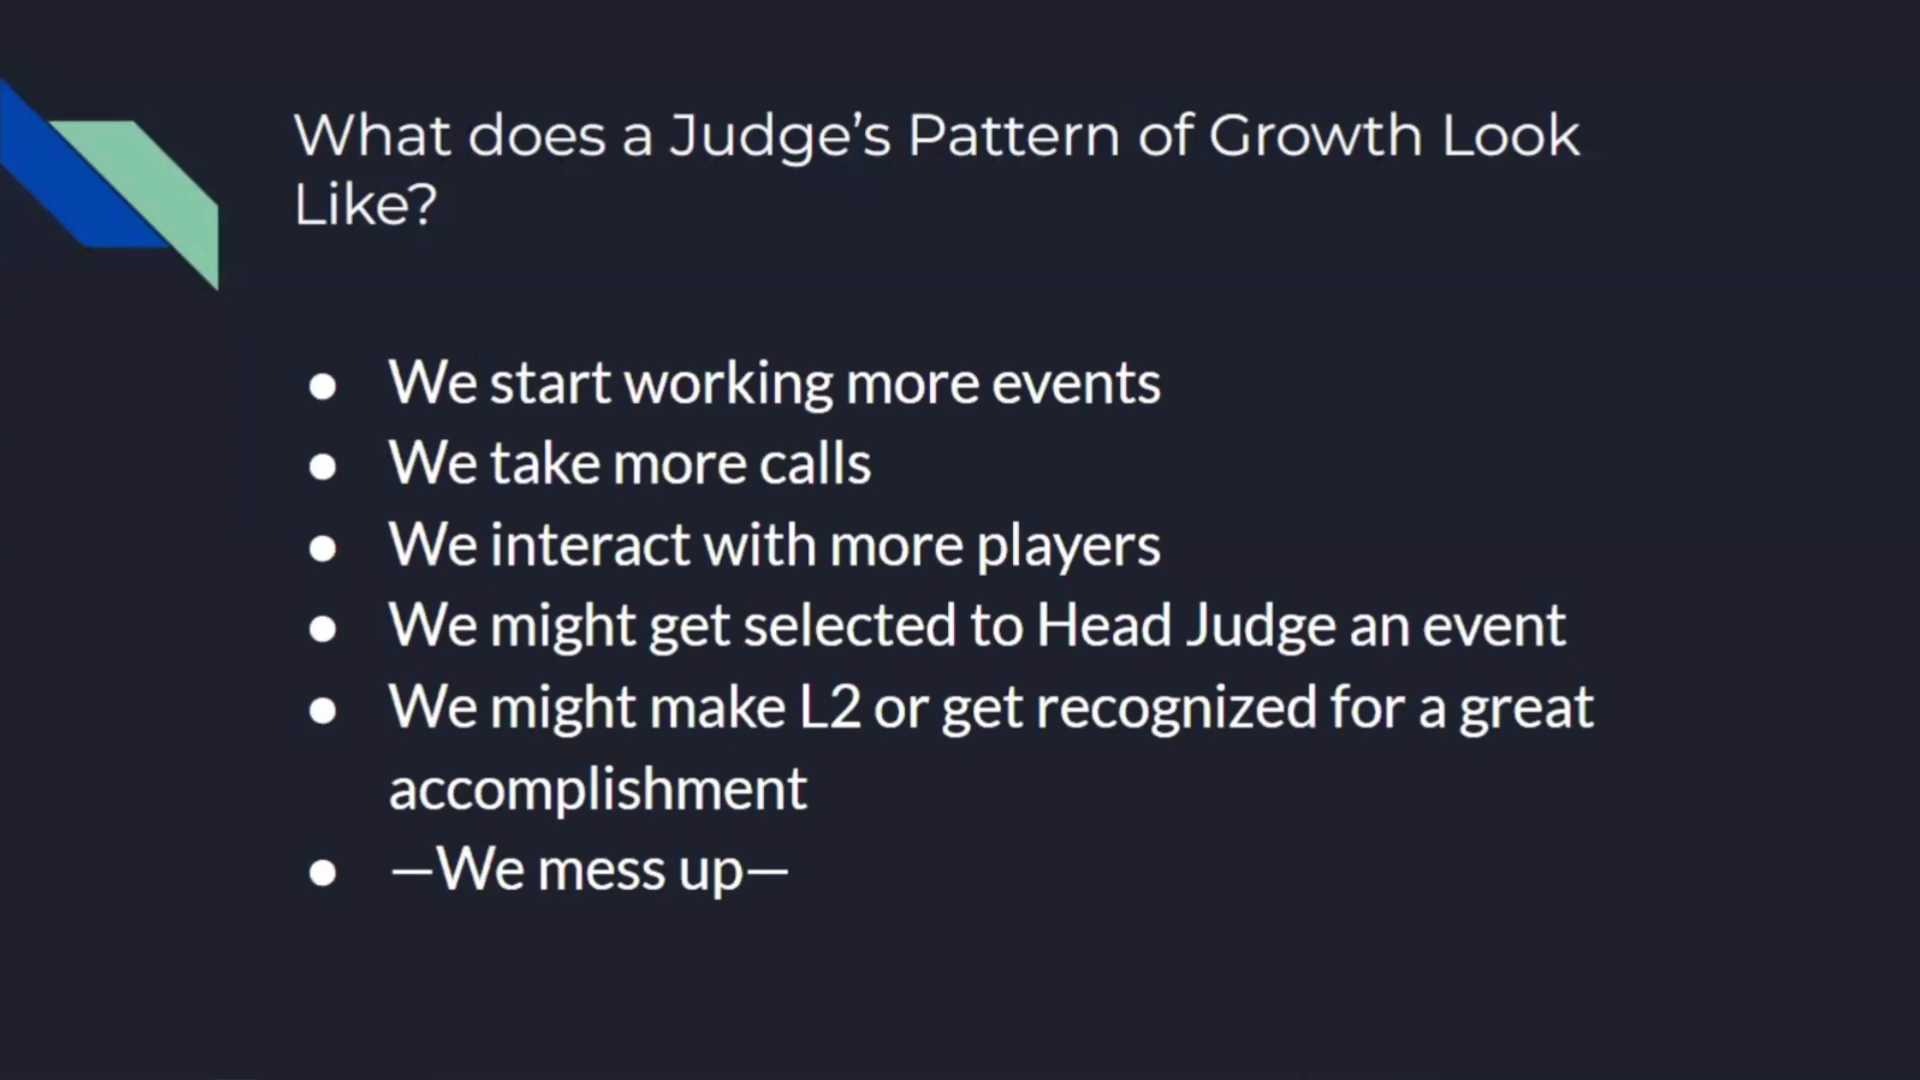 What does a Judge’s Pattern of Growth Look
Like?
● We start working more events
● We take more calls
● We interact with more players
● We might get selected to Head Judge an event
● We might make L2 or get recognized for a great
accomplishment
● —We mess up—